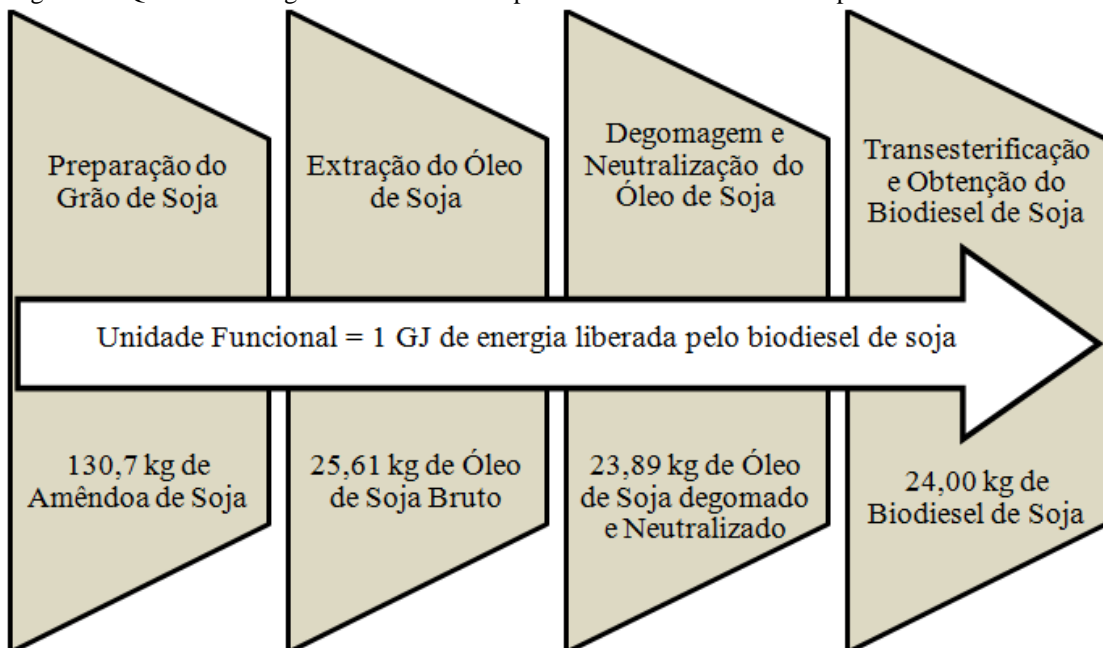 Preparação do
Grão de Soja
Extração do Óleo
de Soja
Degomagem e
Neutralização do
Óleo de Soja
Transesterificação
e Obtenção do
Biodiesel de Soja
Unidade Funcional = 1 GJ de energia liberada pelo biodiesel de soja
130,7 kg de
Amêndoa de Soja
25,61 kg de Óleo
de Soja Bruto
23,89 kg de Óleo
de Soja degomado
e Neutralizado
24,00 kg de
Biodiesel de Soja